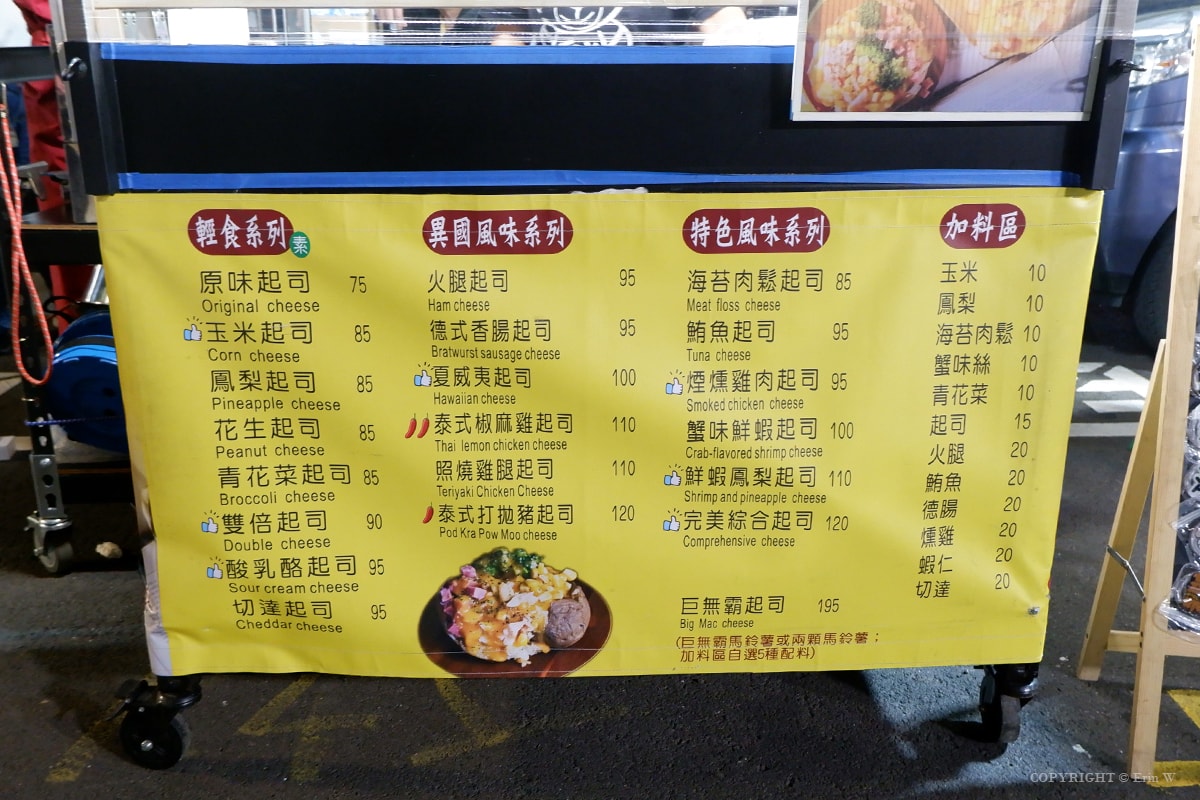 輕食系列 素
原味起司 75
Original cheese
玉米起司 85
Corn cheese
鳳梨起司 85
Pineapple cheese
花生起司 85
Peanut cheese
青花菜起司 85
Broccoli cheese
雙倍起司 90
Double cheese
酸乳酪起司 95
Sour cream cheese
切達起司 95
Cheddar cheese
異國風味系列
火腿起司 95
Ham cheese
德式香腸起司 95
Bratwurst sausage cheese
夏威夷起司 100
Hawaiian cheese
泰式椒麻雞起司 110
Thai lemon chicken cheese
照燒雞腿起司 110
Teriyaki Chicken Cheese
泰式打拋豬起司 120
Pod Kra Pow Moo cheese
特色風味系列
海苔肉鬆起司 85
Meat floss cheese
鮪魚起司 95
Tuna cheese
煙燻雞肉起司 95
Smoked chicken cheese
蟹味鮮蝦起司 100
Crab-flavored shrimp cheese
鮮蝦鳳梨起司 110
Shrimp and pineapple cheese
完美綜合起司 120
Comprehensive cheese
巨無霸起司 195
Big Mac cheese
(巨無霸馬鈴薯或兩顆馬鈴薯；
加料區自選5種配料)
加料區
玉米 10
鳳梨 10
海苔肉鬆 10
蟹味絲 10
青花菜 10
起司 15
火腿 20
鮪魚 20
德腸 20
燻雞 20
蝦仁 20
切達 20
COPYRIGHT © Erin W